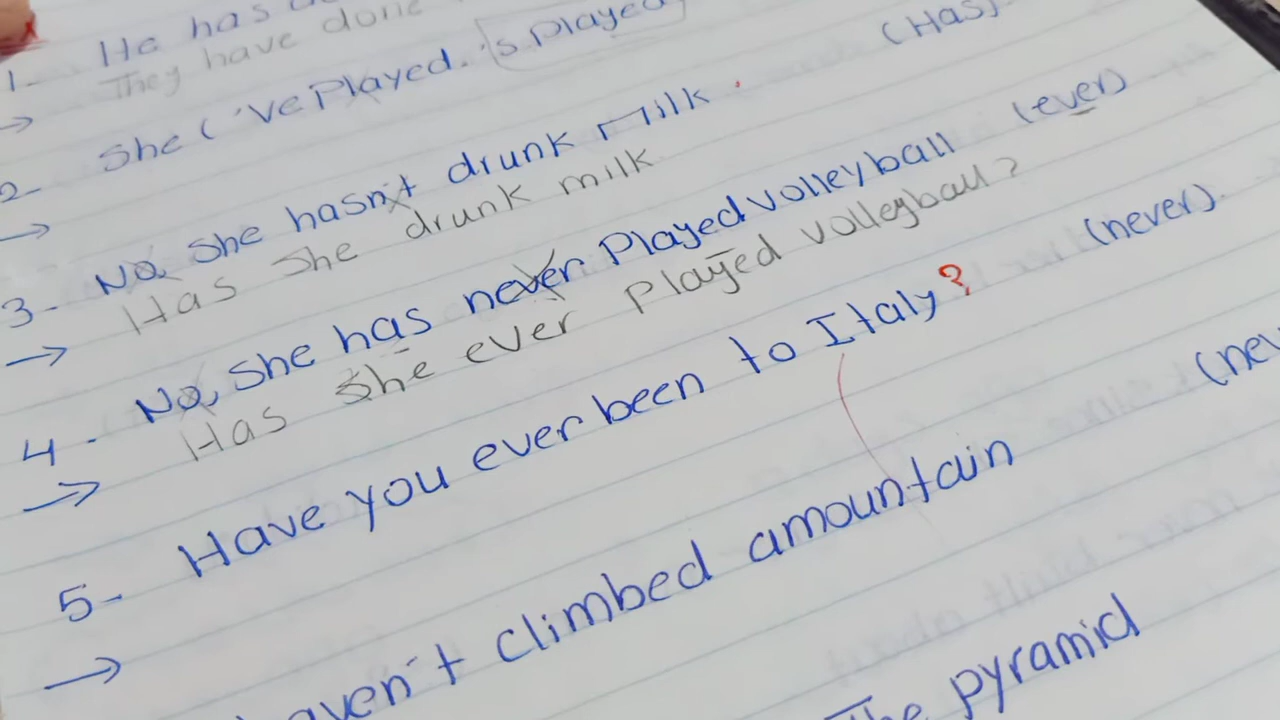 1- He has
They have done
→
2- She ('ve Played. 's played (Has)
→
3- No, She hasn't drunk Milk. (ever)
→ Has She drunk milk
4- No, She has never Played volleyball (never).
→ Has She ever played volleyball?
5- Have you ever been to Italy?
→
aven't climbed amountain
The pyramid